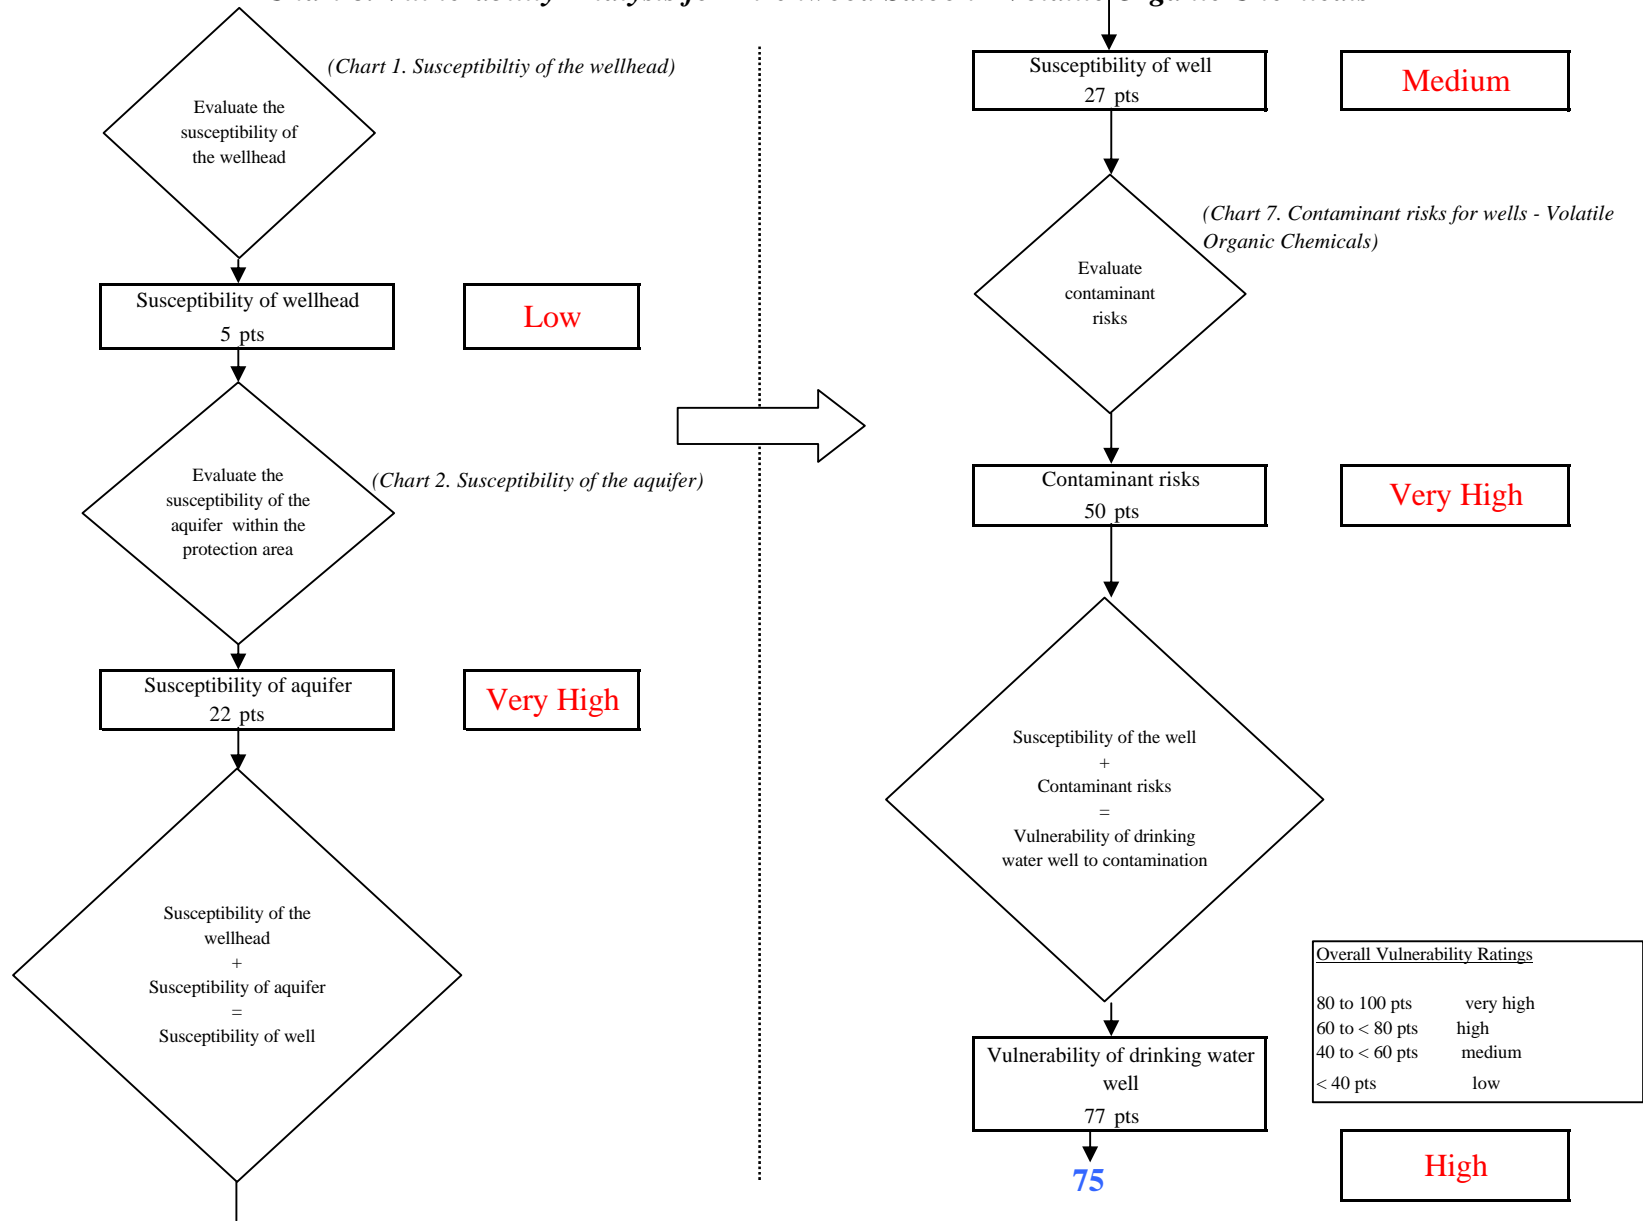 (Chart 1. Susceptibiltiy of the wellhead)
Evaluate the
susceptibility of
the wellhead
Susceptibility of wellhead
5 pts
Low
Evaluate the
susceptibility of the
aquifer within the
protection area
(Chart 2. Susceptibility of the aquifer)
Susceptibility of aquifer
22 pts
Very High
Susceptibility of the
wellhead
+
Susceptibility of aquifer
=
Susceptibility of well
Susceptibility of well
27 pts
Medium
(Chart 7. Contaminant risks for wells - Volatile
Organic Chemicals)
Evaluate
contaminant
risks
Contaminant risks
50 pts
Very High
Susceptibility of the well
+
Contaminant risks
=
Vulnerability of drinking
water well to contamination
Overall Vulnerability Ratings
80 to 100 pts very high
60 to < 80 pts high
40 to < 60 pts medium
< 40 pts low
Vulnerability of drinking water
well
77 pts
75
High